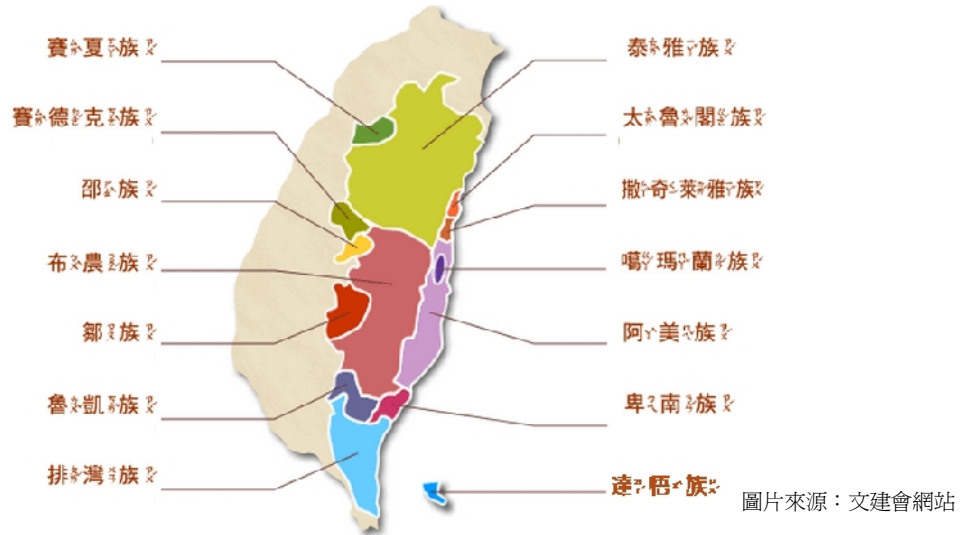 賽夏族
賽德克族
邵族
布農族
鄒族
魯凱族
排灣族
泰雅族
太魯閣族
撒奇萊雅族
噶瑪蘭族
阿美族
卑南族
達悟族
圖片來源：文建會網站